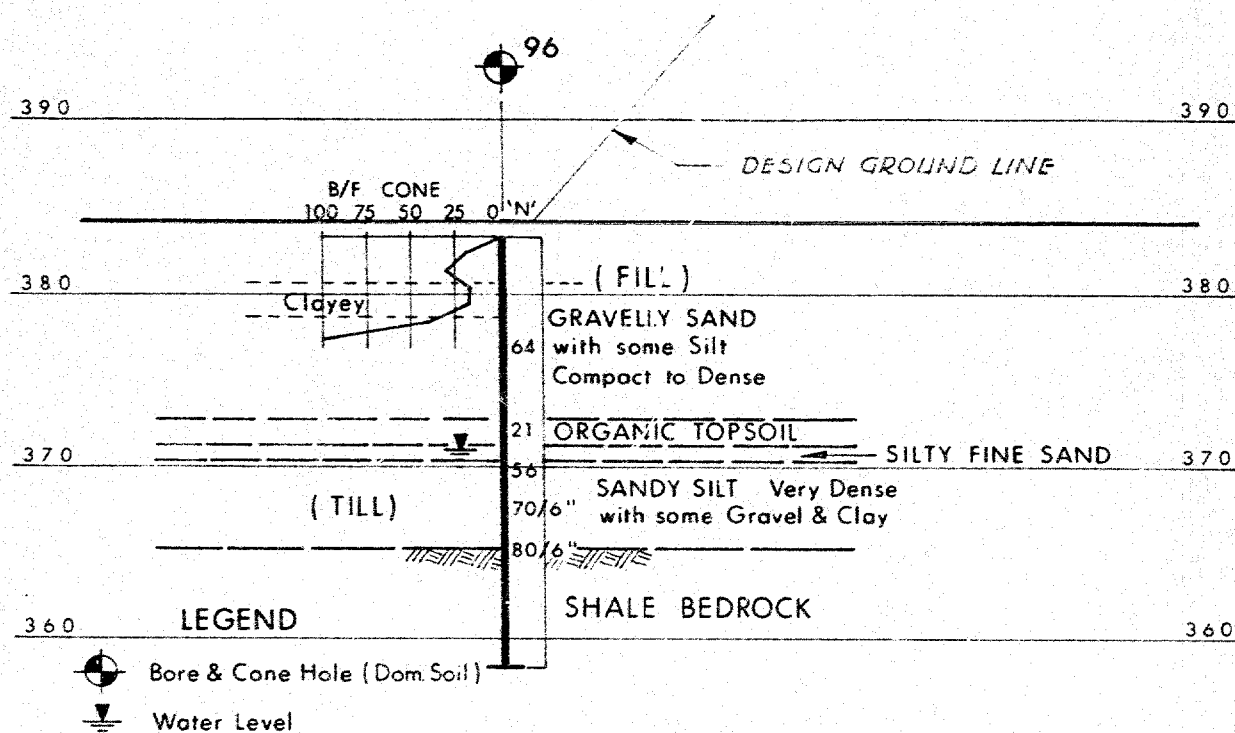 96
390 390
DESIGN GROUND LINE
B/F CONE
100 75 50 25 0 'N'
( FILL )
380 380
Clayey
GRAVELLY SAND
64 with some Silt
Compact to Dense
21 ORGANIC TOPSOIL
SILTY FINE SAND
370 370
56
SANDY SILT Very Dense
( TILL ) 70/6" with some Gravel & Clay
80/6"
LEGEND SHALE BEDROCK
360 360
Bore & Cone Hole ( Dom. Soil )
Water Level